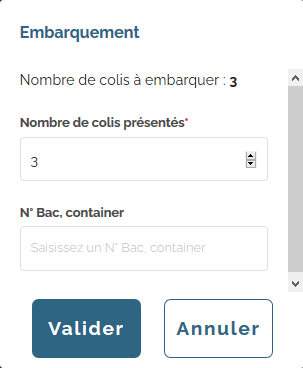 Embarquement
Nombre de colis à embarquer : 3
Nombre de colis présentés*
3
N° Bac, container
Saisissez un N° Bac, container
Valider
Annuler